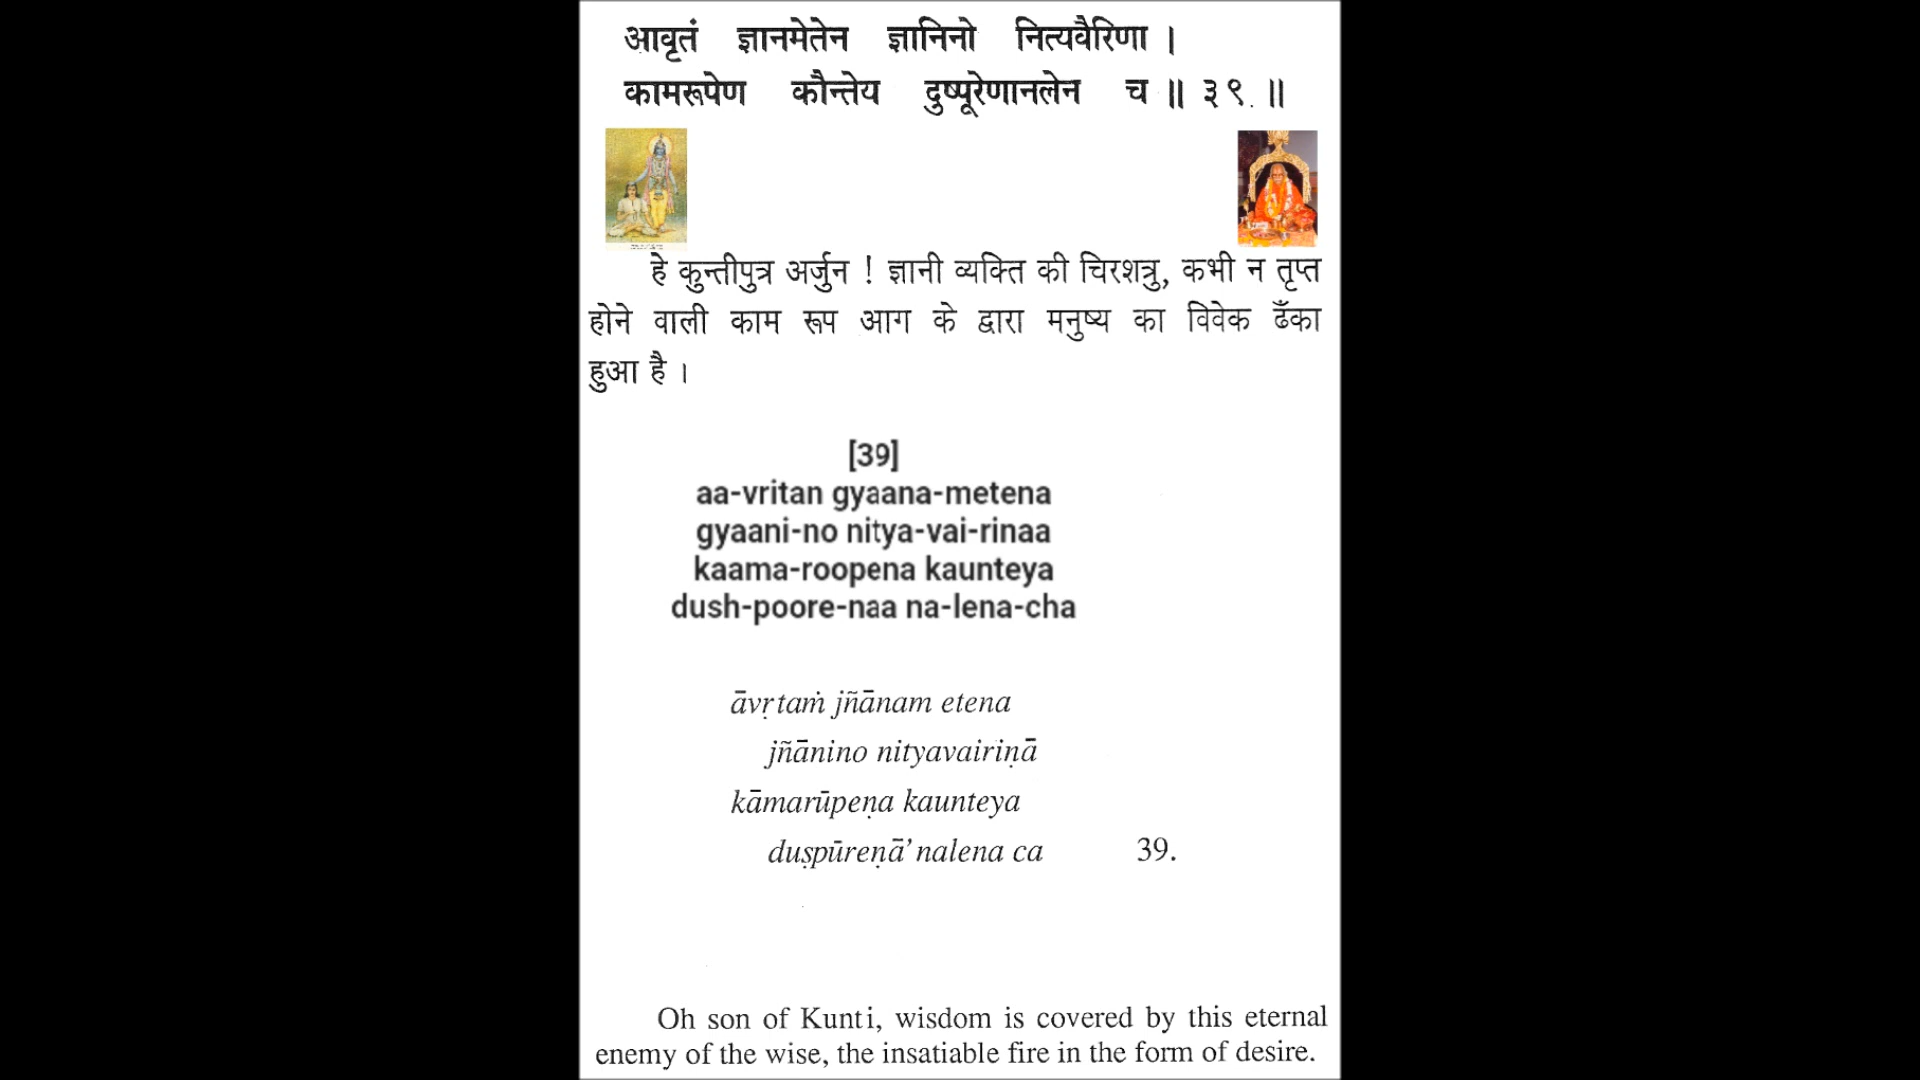 आवृतं ज्ञानमेतेन ज्ञानिनो नित्यवैरिणा ।
कामरूपेण कौन्तेय दुष्पूरेणानलेन च ॥ ३९. ॥
हे कुन्तीपुत्र अर्जुन ! ज्ञानी व्यक्ति की चिरशत्रु, कभी न तृप्त
होने वाली काम रूप आग के द्वारा मनुष्य का विवेक ढँका
हुआ है ।
[39]
aa-vritan gyaana-metena
gyaani-no nitya-vai-rinaa
kaama-roopena kaunteya
dush-poore-naa na-lena-cha
āvṛtaṁ jñānam etena
jñānino nityavairiṇā
kāmarūpeṇa kaunteya
duṣpūreṇā’nalena ca 39.
Oh son of Kunti, wisdom is covered by this eternal
enemy of the wise, the insatiable fire in the form of desire.